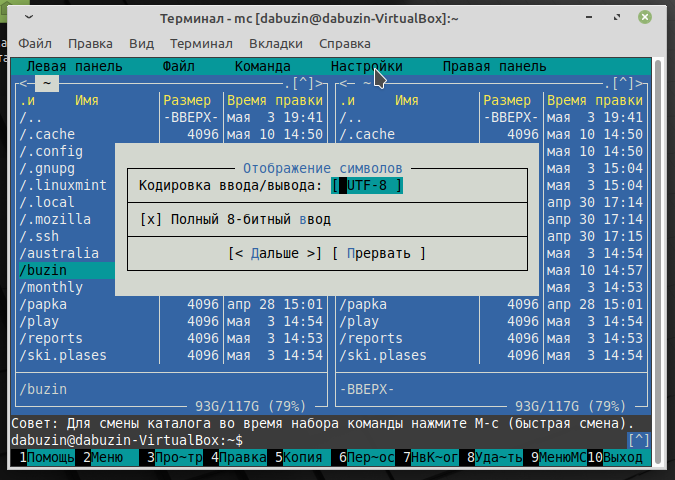 Терминал - mc [dabuzin@dabuzin-VirtualBox]:~
Файл Правка Вид Терминал Вкладки Справка
Левая панель Файл Команда Настройки Правая панель
<— ~ .[^]> <— ~ .[^]>
.и Имя Размер Время правки .и Имя Размер Время правки
/.. -ВВЕРХ- мая 3 19:41 /.. -ВВЕРХ- мая 3 19:41
/.cache 4096 мая 10 14:50 /.cache 4096 мая 10 14:50
/.config мая 10 14:50
/.gnupg мая 3 15:04
/.linuxmint мая 3 15:04
/.local апр 30 17:14
/.mozilla апр 30 17:14
/.ssh апр 30 17:15
/australia мая 3 14:54
/buzin мая 10 14:57
/monthly мая 3 14:53
Отображение символов
Кодировка ввода/вывода: [ UTF-8 ]
[x] Полный 8-битный ввод
[< Дальше >] [ Прервать ]
/papka 4096 апр 28 15:01 /papka 4096 апр 28 15:01
/play 4096 мая 3 14:54 /play 4096 мая 3 14:54
/reports 4096 мая 3 14:53 /reports 4096 мая 3 14:53
/ski.plases 4096 мая 3 14:54 /ski.plases 4096 мая 3 14:54
/buzin -ВВЕРХ-
93G/117G (79%) 93G/117G (79%)
Совет: Для смены каталога во время набора команды нажмите M-c (быстрая смена).
dabuzin@dabuzin-VirtualBox:~$ [^]
1Помощь 2Меню 3Про~тр 4Правка 5Копия 6Пер~ос 7НвК~ог 8Уда~ть 9МенюМС 10Выход